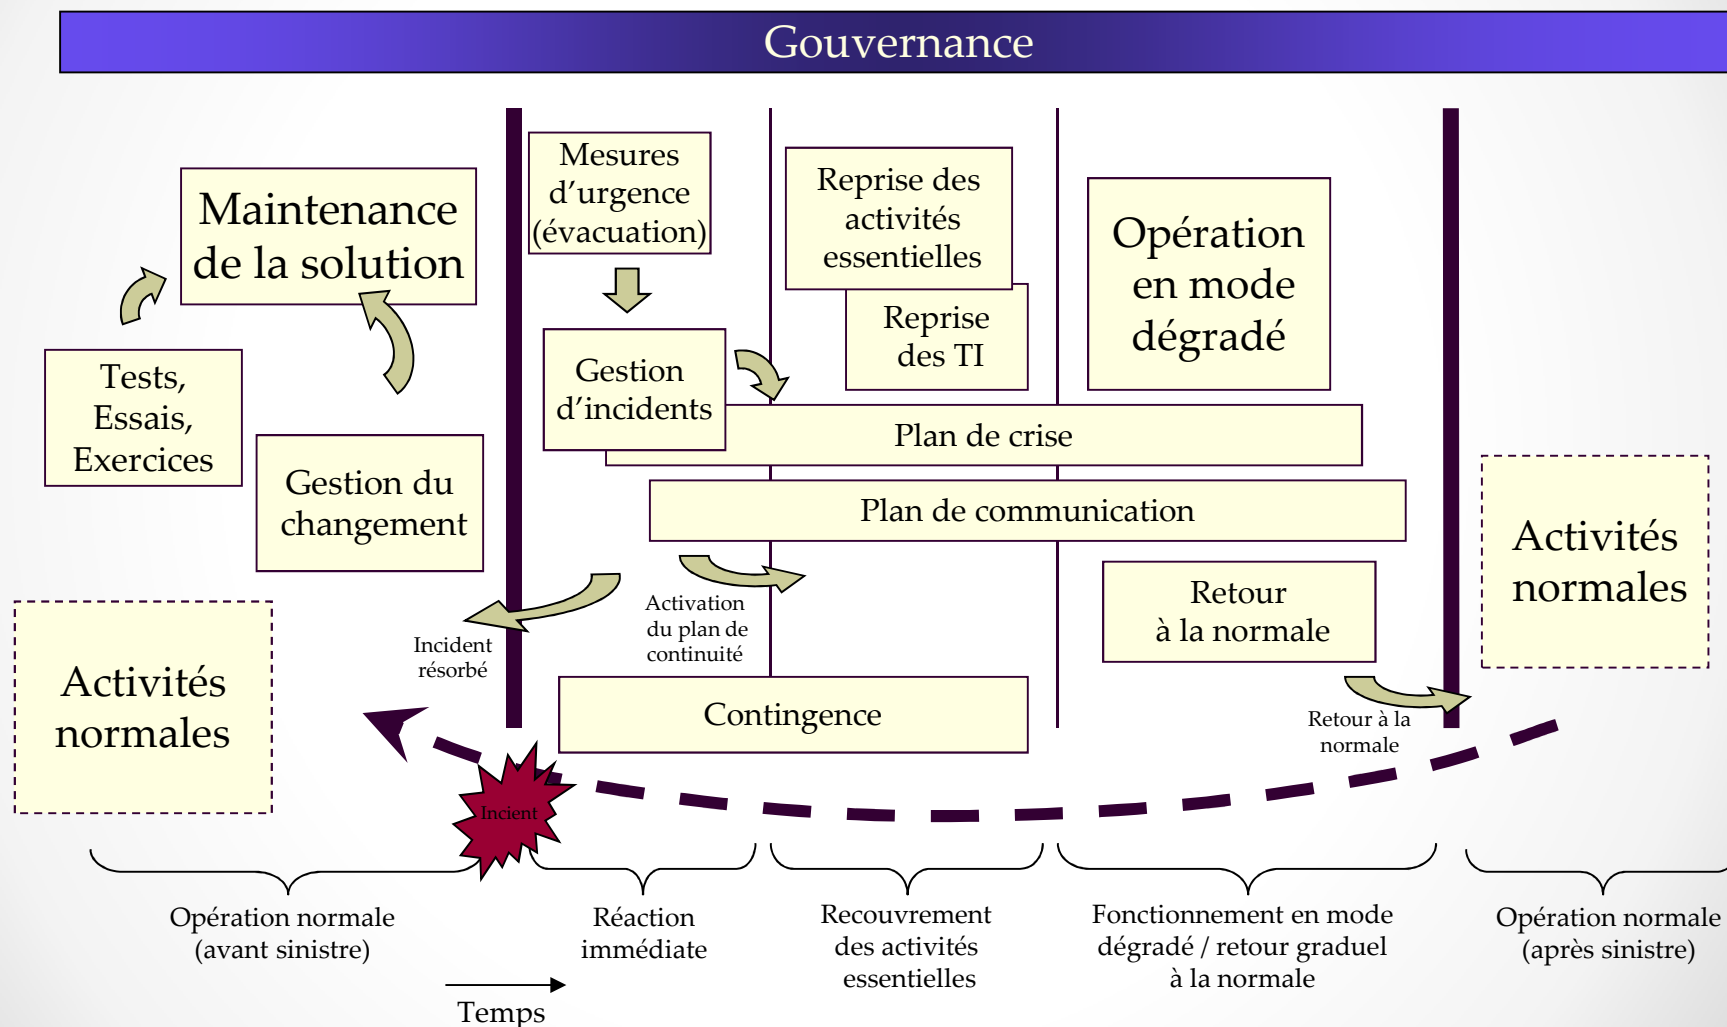 Gouvernance
Maintenance
de la solution
Tests,
Essais,
Exercices
Gestion du
changement
Activités
normales
Mesures
d’urgence
(évacuation)
Gestion
d’incidents
Reprise des
activités
essentielles
Reprise
des TI
Opération
en mode
dégradé
Plan de crise
Plan de communication
Incident
résorbé
Activation
du plan de
continuité
Retour
à la normale
Contingence
Retour à la
normale
Activités
normales
Incient
Opération normale
(avant sinistre)
Réaction
immédiate
Recouvrement
des activités
essentielles
Fonctionnement en mode
dégradé / retour graduel
à la normale
Opération normale
(après sinistre)
Temps